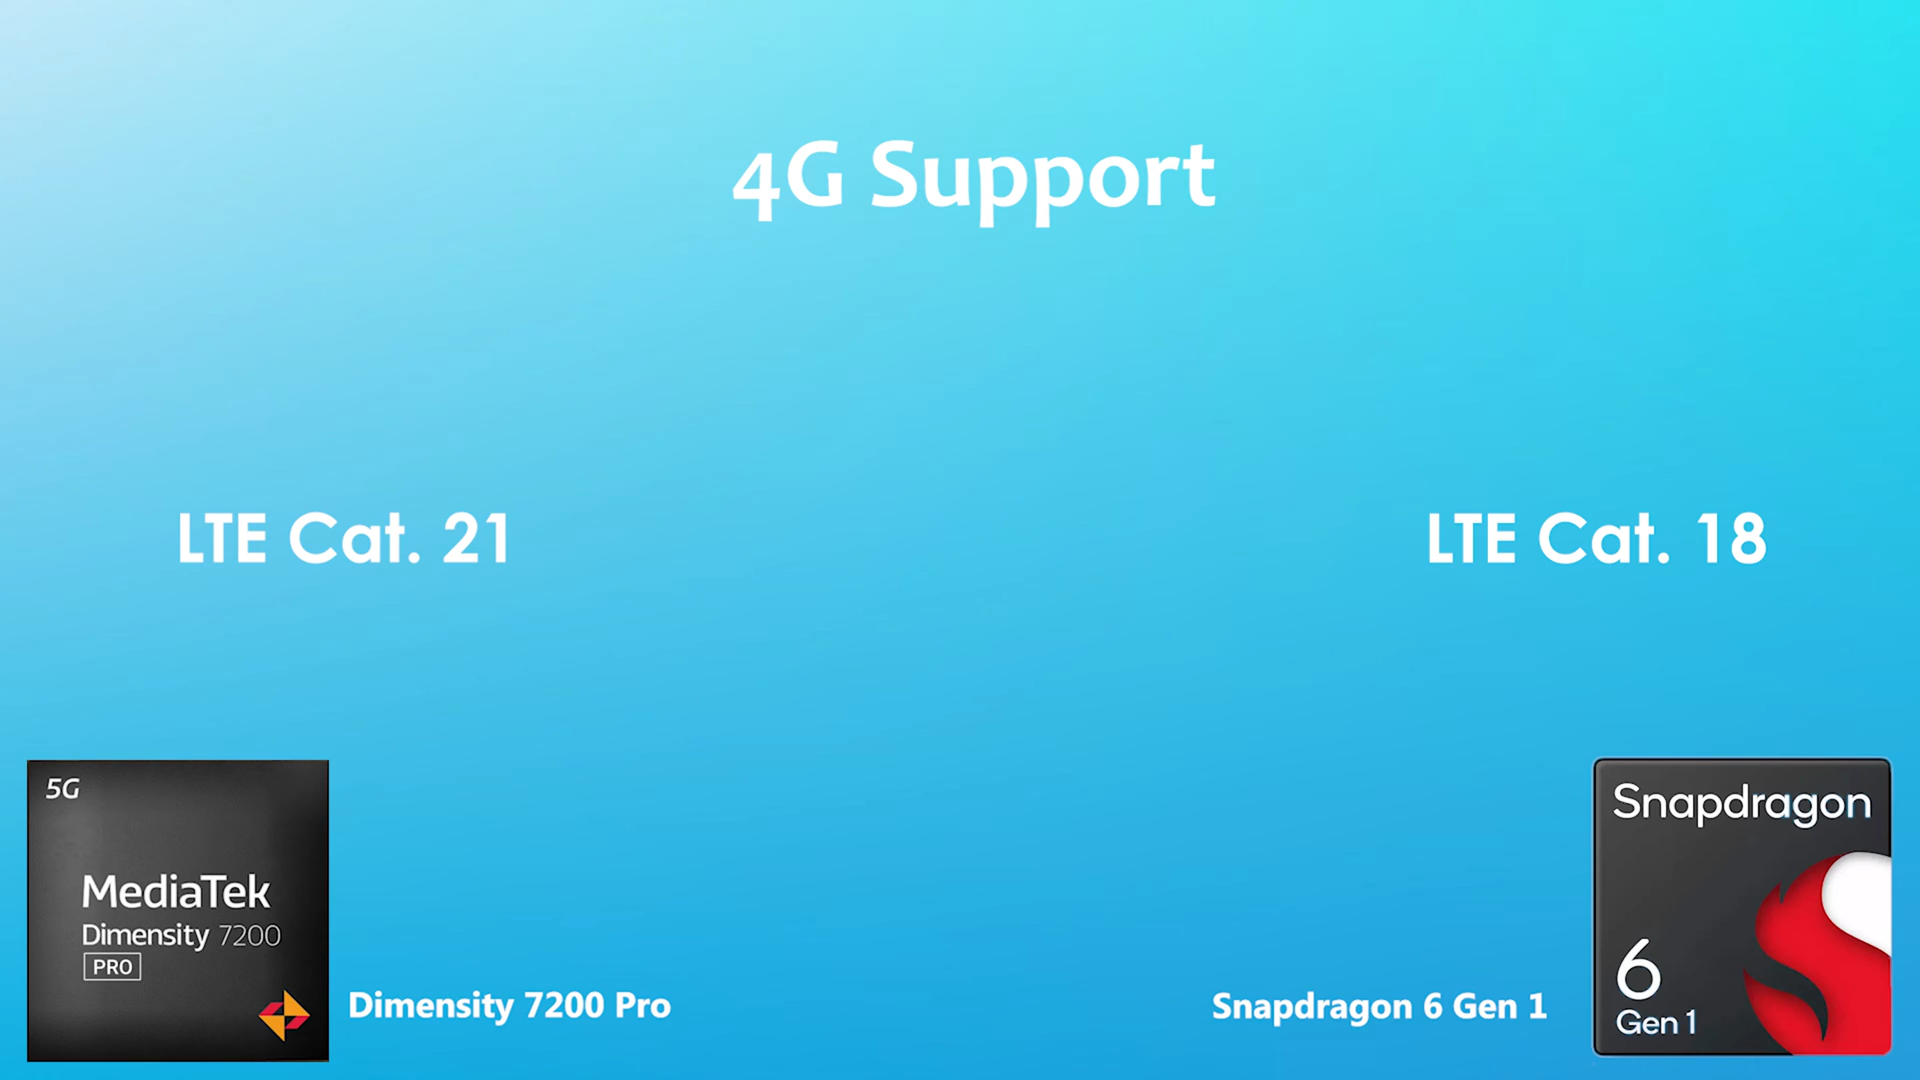 4G Support
LTE Cat. 21
LTE Cat. 18
5G
MediaTek
Dimensity 7200
PRO
Dimensity 7200 Pro
Snapdragon 6 Gen 1
Snapdragon
6
Gen 1